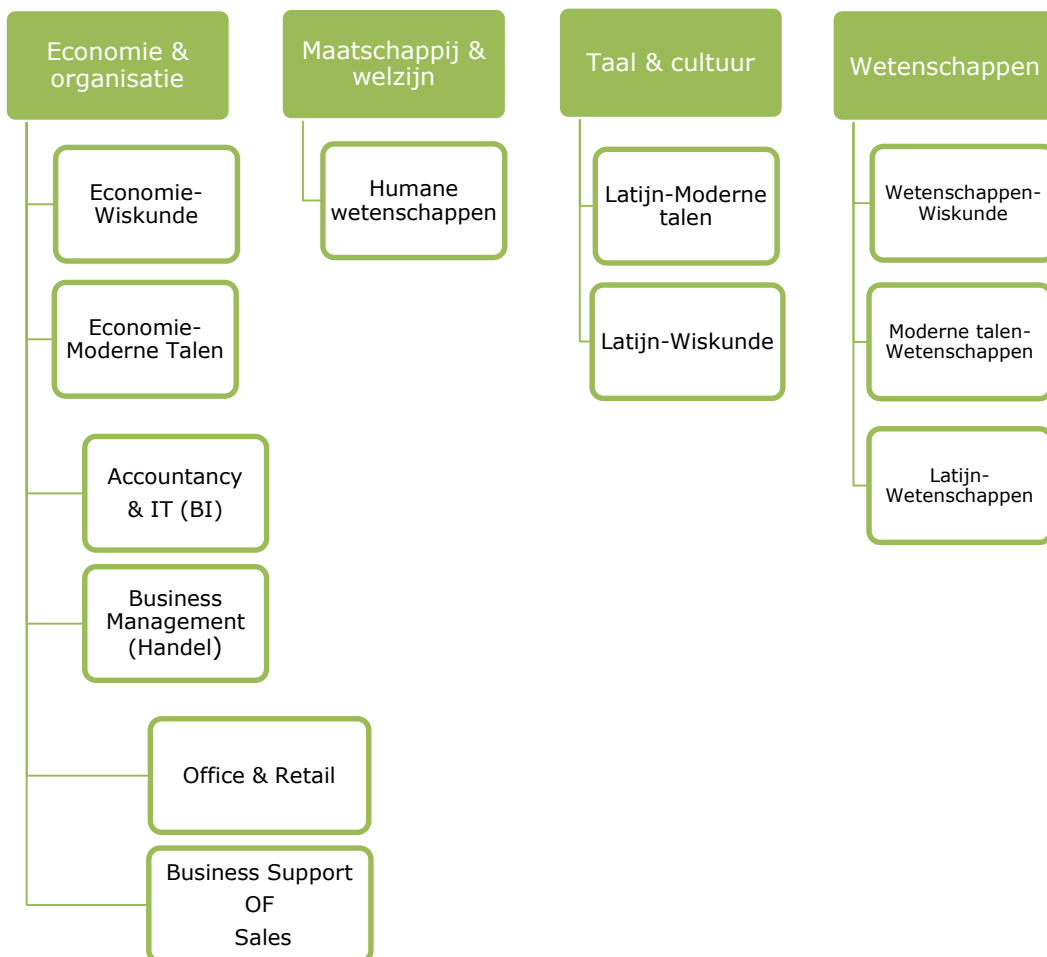 Economie &
organisatie
Economie-
Wiskunde
Economie-
Moderne Talen
Accountancy
& IT (BI)
Business
Management
(Handel)
Office & Retail
Business Support
OF
Sales
Maatschappij &
welzijn
Humane
wetenschappen
Taal & cultuur
Latijn-Moderne
talen
Latijn-Wiskunde
Wetenschappen
Wetenschappen-
Wiskunde
Moderne talen-
Wetenschappen
Latijn-
Wetenschappen